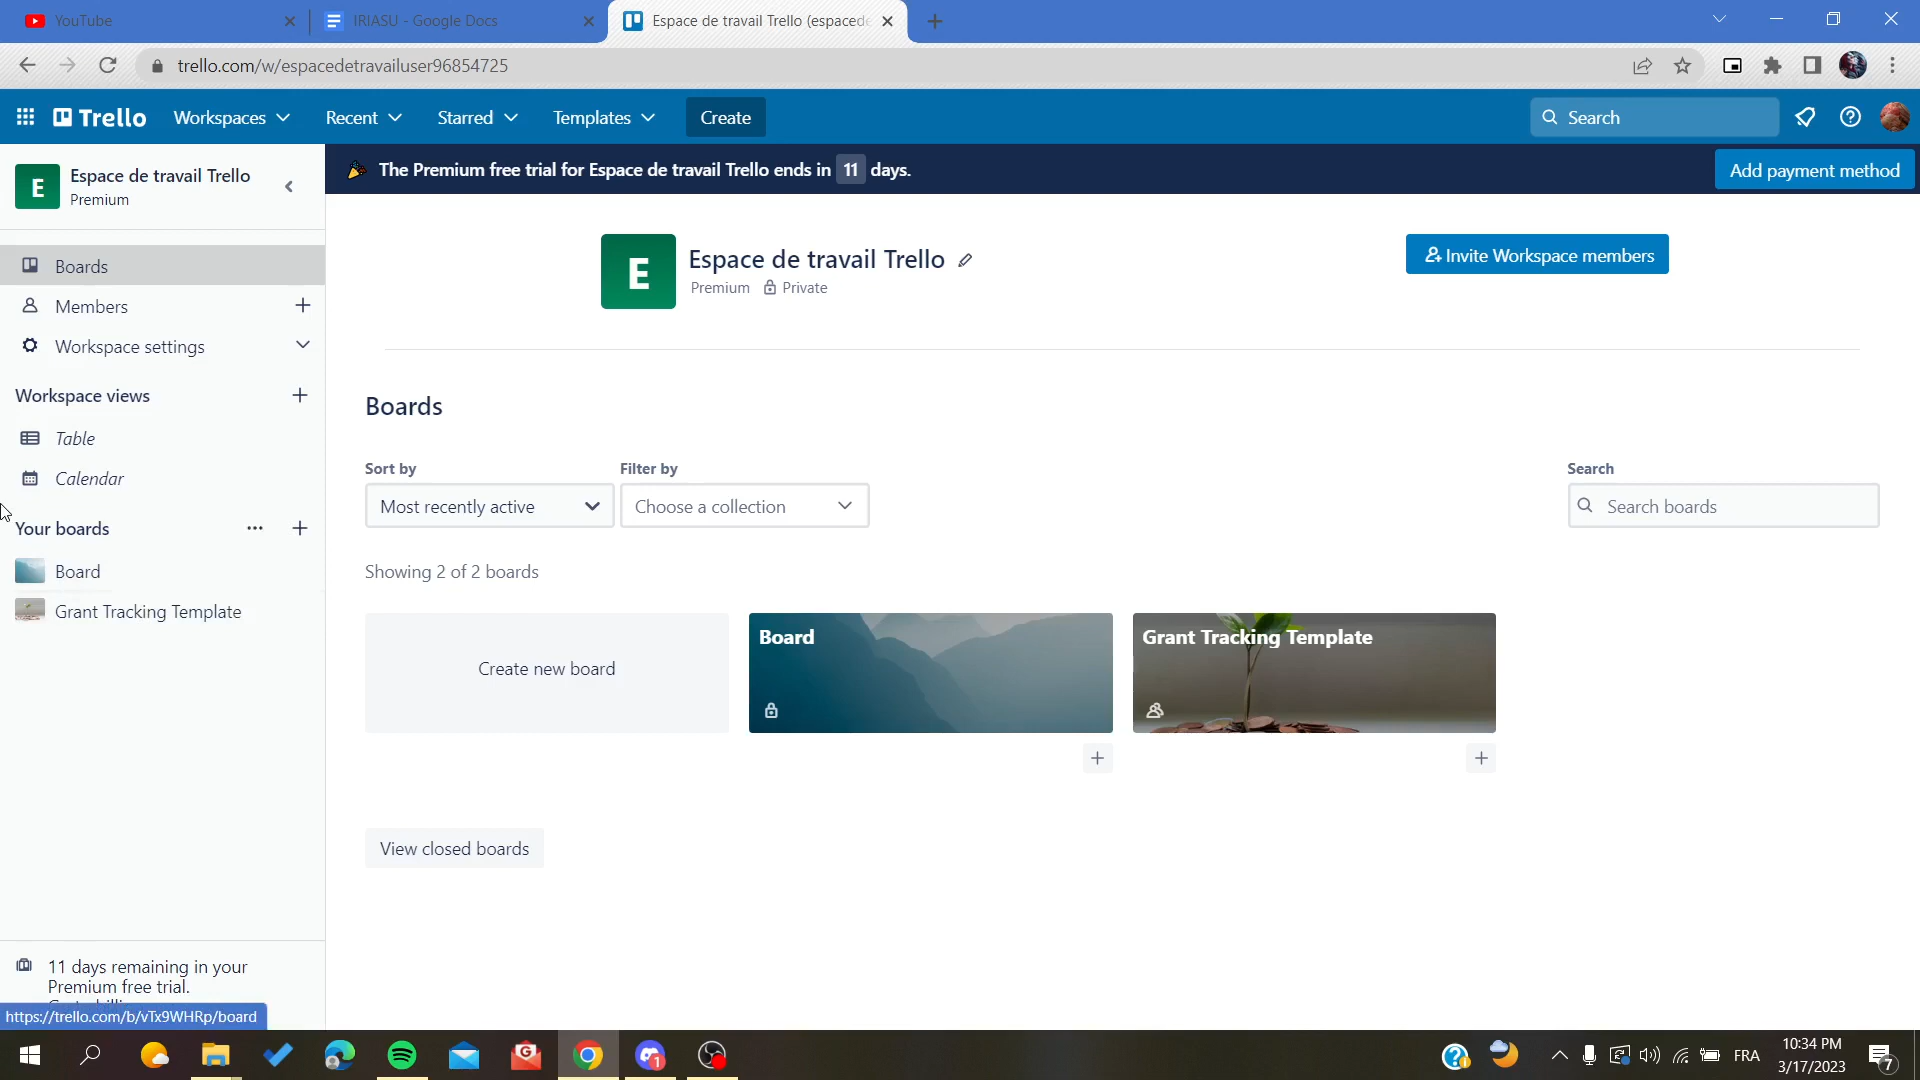 YouTube
IRIASU - Google Docs
Espace de travail Trello (espacede
trello.com/w/espacedetravailuser96854725
Trello
Workspaces
Recent
Starred
Templates
Create
Search
E
Espace de travail Trello
Premium
The Premium free trial for Espace de travail Trello ends in 11 days.
Add payment method
Boards
Members
Workspace settings
Workspace views
Table
Calendar
Your boards
Board
Grant Tracking Template
E
Espace de travail Trello
Premium
Private
Invite Workspace members
Boards
Sort by
Filter by
Search
Most recently active
Choose a collection
Search boards
Showing 2 of 2 boards
Create new board
Board
Grant Tracking Template
View closed boards
11 days remaining in your
Premium free trial.
https://trello.com/b/vTx9WHRp/board
1
FRA
10:34 PM
3/17/2023
7